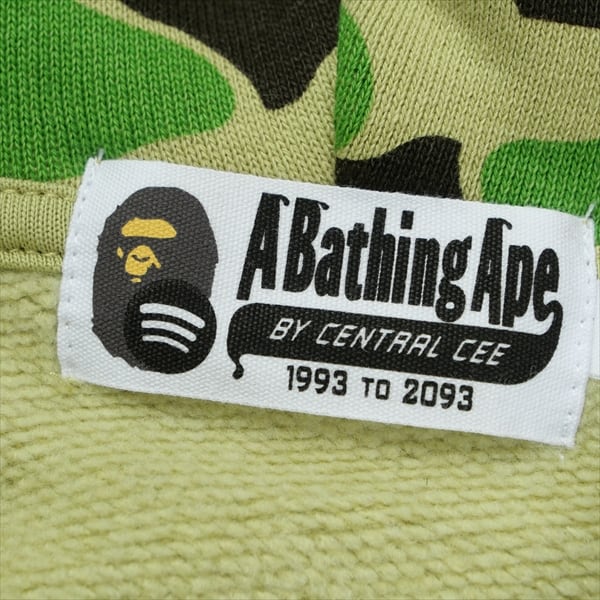 A Bathing Ape
BY CENTRAL CEE
1993 TO 2093